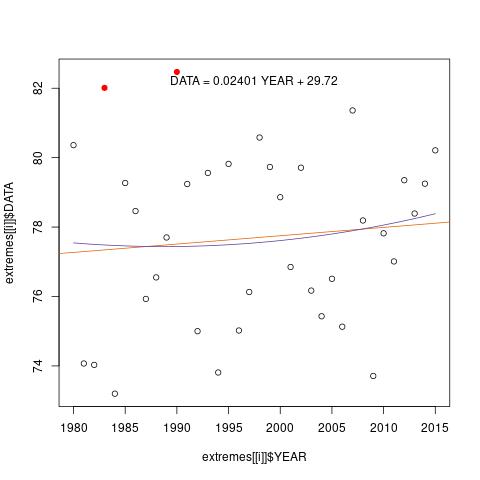 DATA = 0.02401 YEAR + 29.72
82
80
78
76
74
extremes[[i]]$DATA
1980 1985 1990 1995 2000 2005 2010 2015
extremes[[i]]$YEAR